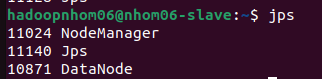 hadoopnhom06@nhom06-slave:~$ jps
11024 NodeManager
11140 Jps
10871 DataNode